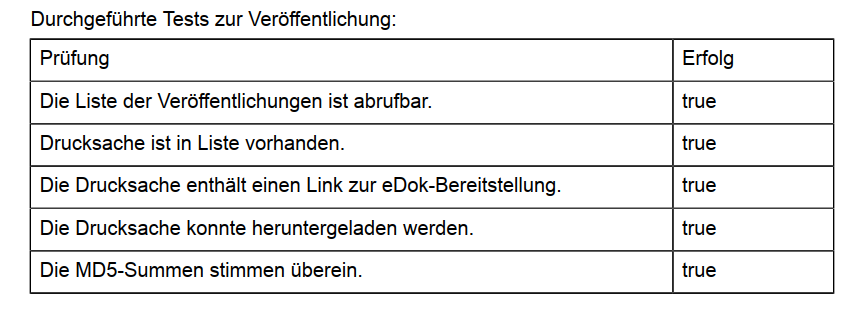 Durchgeführte Tests zur Veröffentlichung:
Prüfung Erfolg
Die Liste der Veröffentlichungen ist abrufbar. true
Drucksache ist in Liste vorhanden. true
Die Drucksache enthält einen Link zur eDok-Bereitstellung. true
Die Drucksache konnte heruntergeladen werden. true
Die MD5-Summen stimmen überein. true